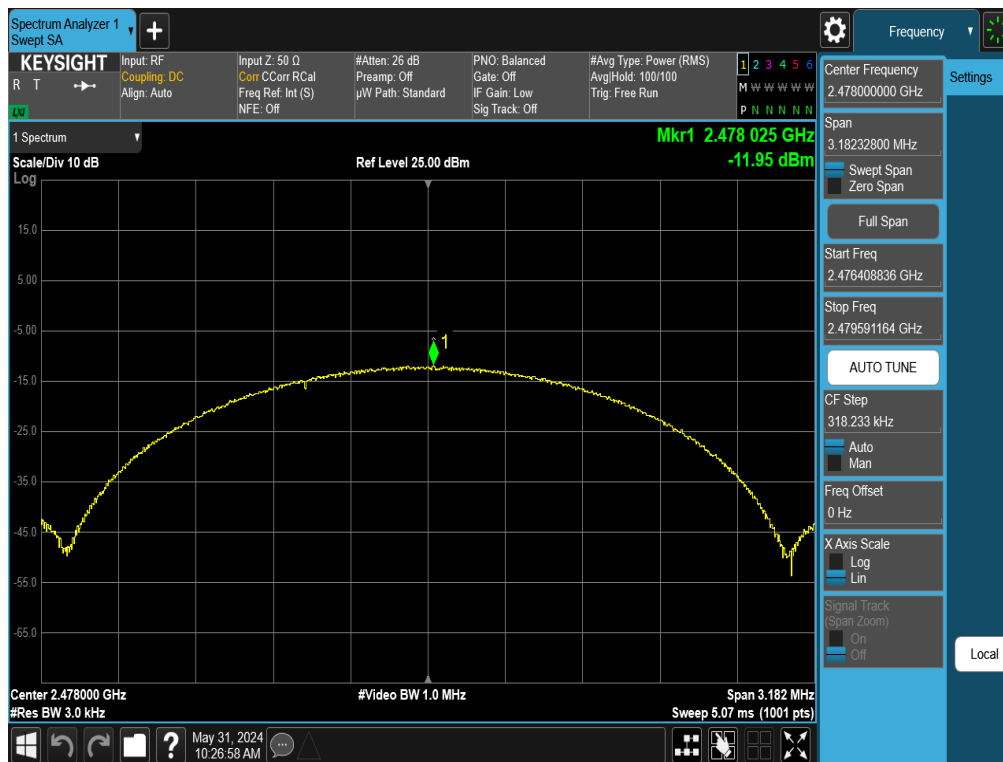 Spectrum Analyzer 1
Swept SA
Frequency
KEYSIGHT
R T
LXI
Input: RF
Coupling: DC
Align: Auto
Input Z: 50 Ω
Corr CCorr RCal
Freq Ref: Int (S)
NFE: Off
#Atten: 26 dB
Preamp: Off
µW Path: Standard
PNO: Balanced
Gate: Off
IF Gain: Low
Sig Track: Off
#Avg Type: Power (RMS)
Avg|Hold: 100/100
Trig: Free Run
1 2 3 4 5 6
M W W W W W
P N N N N N
1 Spectrum
Scale/Div 10 dB
Log
Ref Level 25.00 dBm
Mkr1 2.478 025 GHz
-11.95 dBm
15.0
5.00
-5.00
-15.0
-25.0
-35.0
-45.0
-55.0
-65.0
1
Center 2.478000 GHz
#Res BW 3.0 kHz
#Video BW 1.0 MHz
Span 3.182 MHz
Sweep 5.07 ms (1001 pts)
Center Frequency
2.478000000 GHz
Span
3.18232800 MHz
Swept Span
Zero Span
Full Span
Start Freq
2.476408836 GHz
Stop Freq
2.479591164 GHz
AUTO TUNE
CF Step
318.233 kHz
Auto
Man
Freq Offset
0 Hz
X Axis Scale
Log
Lin
Signal Track
(Span Zoom)
On
Off
Settings
Local
?
May 31, 2024
10:26:58 AM